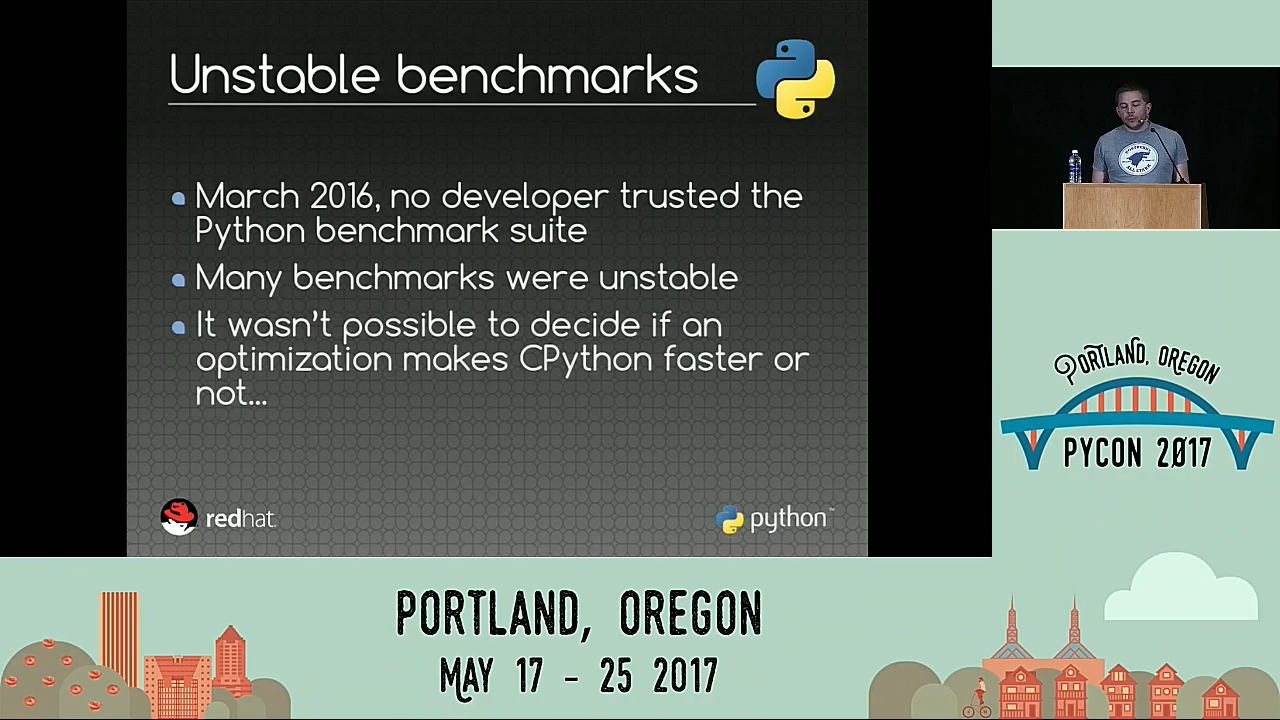 Unstable benchmarks
March 2016, no developer trusted the
Python benchmark suite
Many benchmarks were unstable
It wasn't possible to decide if an
optimization makes CPython faster or
not...
redhat.
python™
PORTLAND, OREGON
PYCON 2017
PORTLAND, OREGON
MAY 17 - 25 2017